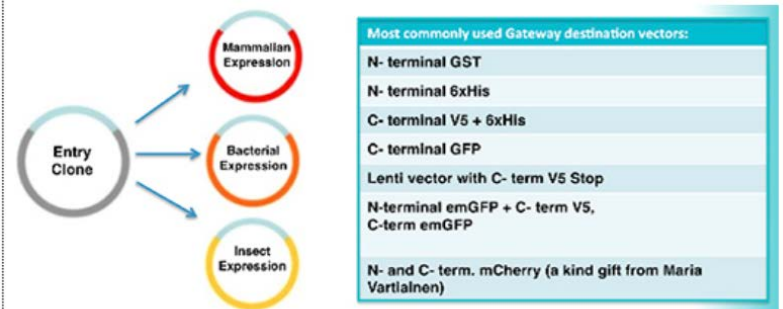 Mammalian
Expression
Entry
Clone
Bacterial
Expression
Insect
Expression
Most commonly used Gateway destination vectors:
N- terminal GST
N- terminal 6xHis
C- terminal V5 + 6xHis
C- terminal GFP
Lenti vector with C- term V5 Stop
N-terminal emGFP + C- term V5,
C-term emGFP
N- and C- term. mCherry (a kind gift from Maria
Vartiainen)